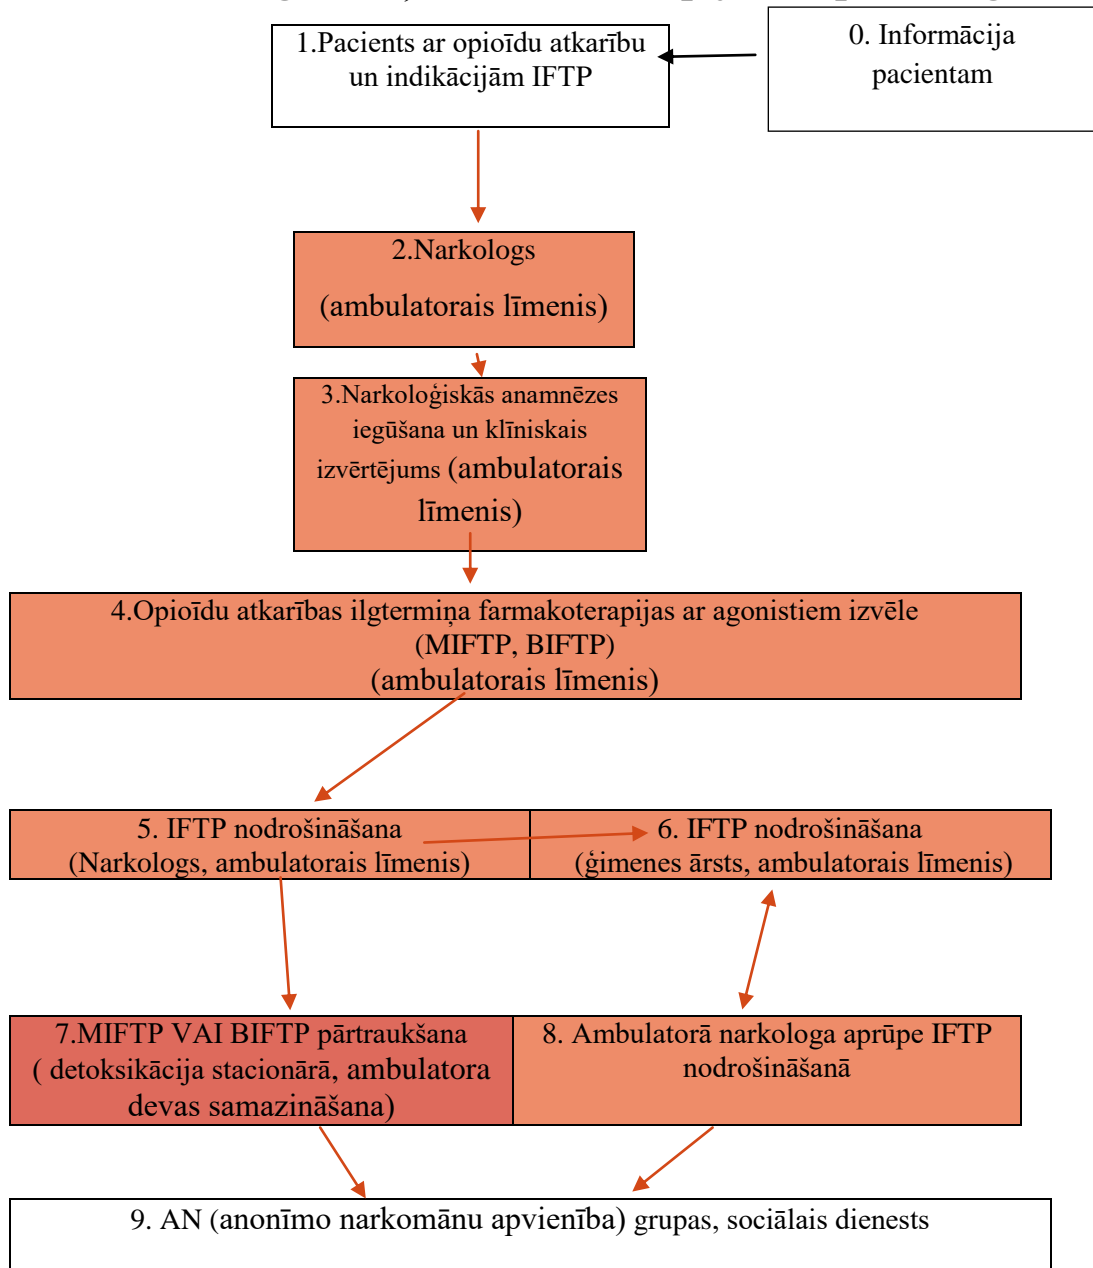 1.Pacients ar opioīdu atkarību
un indikācijām IFTP
0. Informācija
pacientam
2.Narkologs
(ambulatorais līmenis)
3.Narkoloģiskās anamnēzes
iegūšana un klīniskais
izvērtējums (ambulatorais
līmenis)
4.Opioīdu atkarības ilgtermiņa farmakoterapijas ar agonistiem izvēle
(MIFTP, BIFTP)
(ambulatorais līmenis)
5. IFTP nodrošināšana
(Narkologs, ambulatorais līmenis)
6. IFTP nodrošināšana
(ģimenes ārsts, ambulatorais līmenis)
7.MIFTP VAI BIFTP pārtraukšana
( detoksikācija stacionārā, ambulatora
devas samazināšana)
8. Ambulatorā narkologa aprūpe IFTP
nodrošināšanā
9. AN (anonīmo narkomānu apvienība) grupas, sociālais dienests